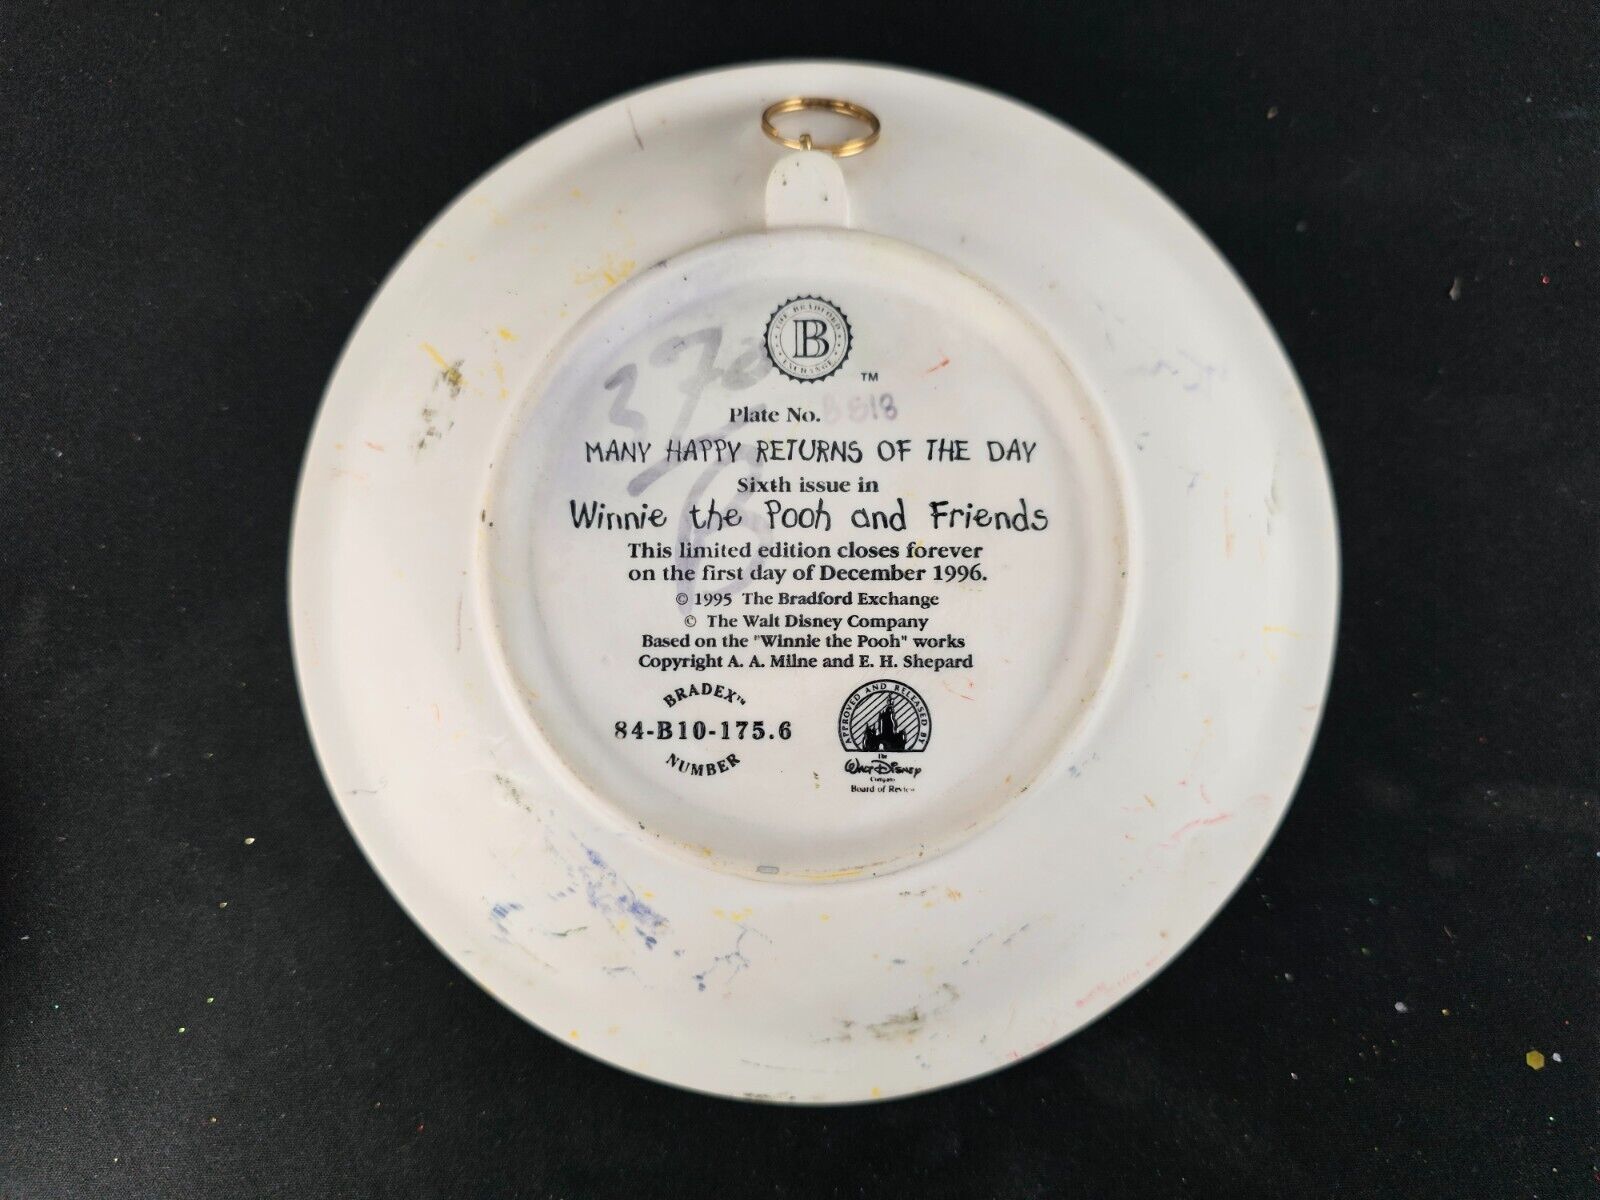 THE BRADFORD EXCHANGE
B
TM
Plate No. 8818
MANY HAPPY RETURNS OF THE DAY
Sixth issue in
Winnie the Pooh and Friends
This limited edition closes forever
on the first day of December 1996.
© 1995 The Bradford Exchange
© The Walt Disney Company
Based on the "Winnie the Pooh" works
Copyright A. A. Milne and E. H. Shepard
BRADEX™
84-B10-175.6
NUMBER
APPROVED AND RELEASED BY
The
Walt Disney
Company
Board of Review